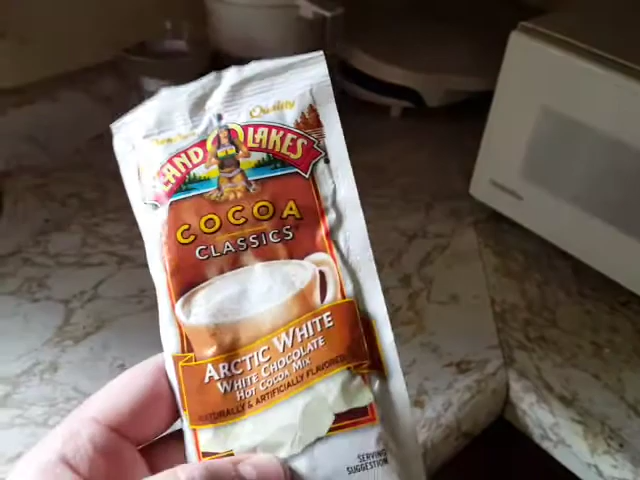 Quality
LAND O LAKES
COCOA
CLASSICS
ARCTIC WHITE
WHITE CHOCOLATE
HOT COCOA MIX
NATURALLY & ARTIFICIALLY FLAVORED
SERVING
SUGGESTION